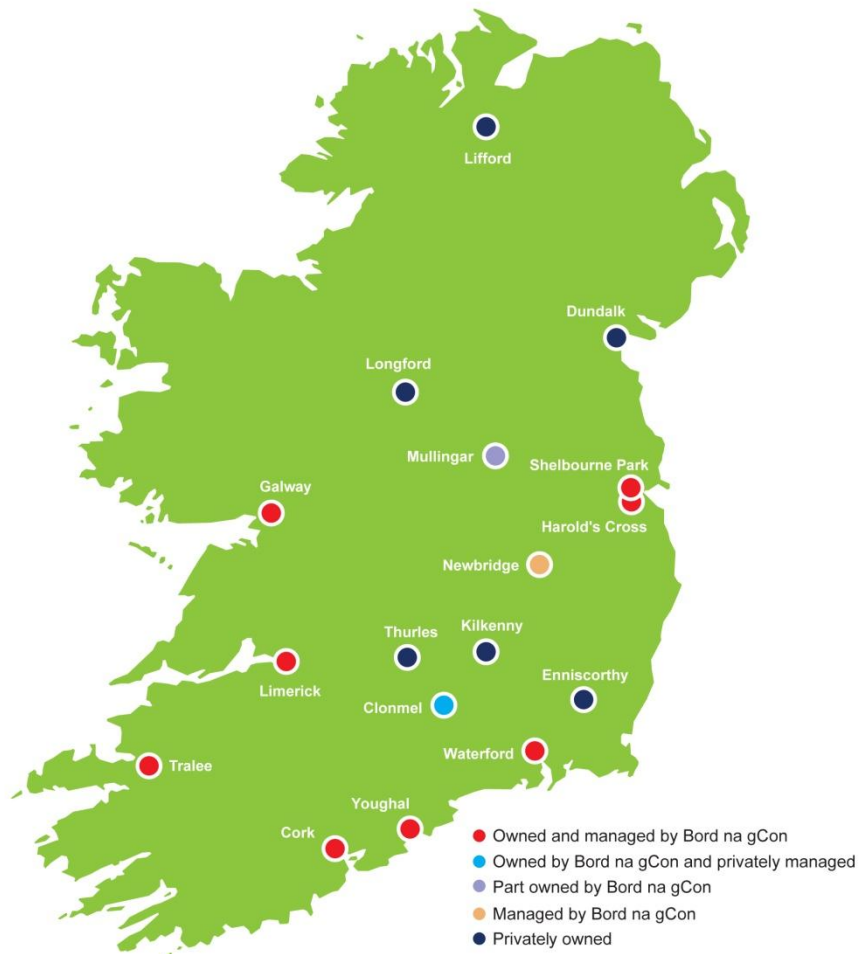 Lifford
Dundalk
Longford
Mullingar
Shelbourne Park
Galway
Harold's Cross
Newbridge
Thurles
Kilkenny
Limerick
Enniscorthy
Clonmel
Waterford
Tralee
Youghal
Cork
Owned and managed by Bord na gCon
Owned by Bord na gCon and privately managed
Part owned by Bord na gCon
Managed by Bord na gCon
Privately owned